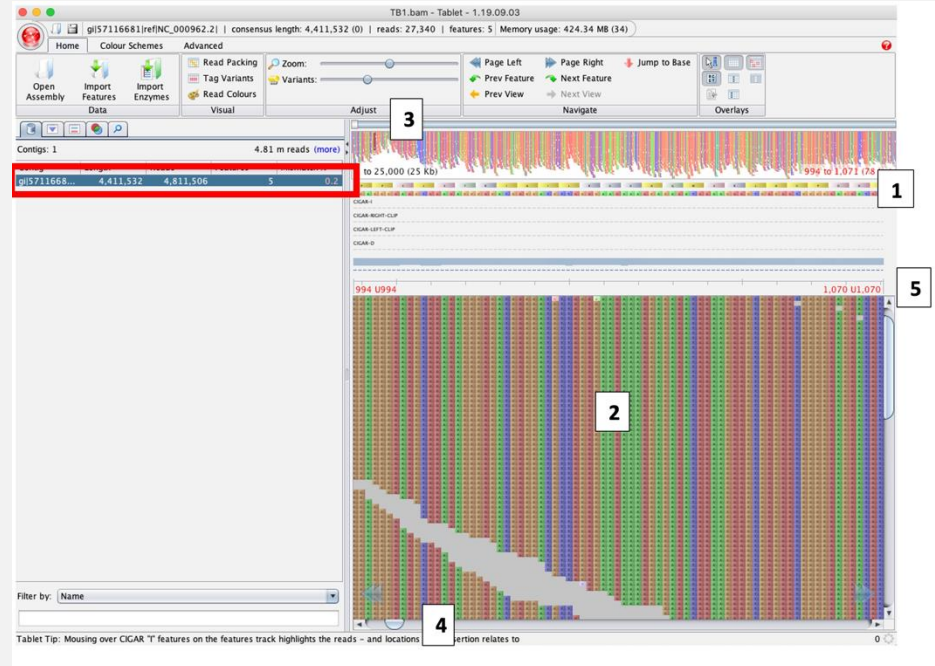 TB1.bam - Tablet - 1.19.09.03
gi|57116681|ref|NC_000962.2| | consensus length: 4,411,532 (0) | reads: 27,340 | features: 5 Memory usage: 424.34 MB (34)
Home Colour Schemes Advanced
Open Assembly Import Features Import Enzymes
Data
Read Packing
Tag Variants
Read Colours
Visual
Zoom:
Variants:
Adjust
Page Left Page Right Jump to Base
Prev Feature Next Feature
Prev View Next View
Navigate
Overlays
3
Contigs: 1 4.81 m reads (more)
gi|5711668... 4,411,532 4,811,506 5 0.2
to 25,000 (25 Kb) 994 to 1,071 (78
1
CIGAR-I
CIGAR-RIGHT-CLIP
CIGAR-LEFT-CLIP
CIGAR-D
5
994 U994 1,070 U1,070
2
Filter by: Name
4
Tablet Tip: Mousing over CIGAR "I" features on the features track highlights the reads - and locations sertion relates to 0